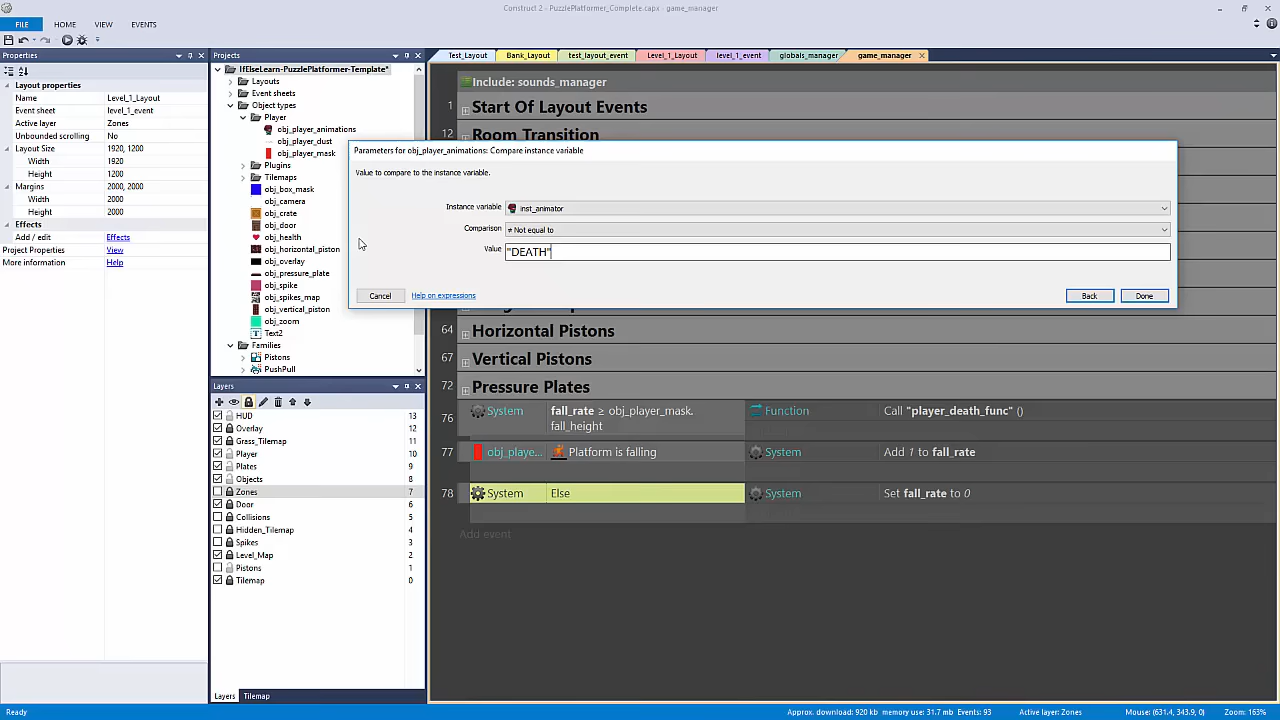 Construct 2 - PuzzlePlatformer_Complete.capx - game_manager
FILE HOME VIEW EVENTS
Properties
Layout properties
Name Level_1_Layout
Event sheet level_1_event
Active layer Zones
Unbounded scrolling No
Layout Size 1920, 1200
Width 1920
Height 1200
Margins 2000, 2000
Width 2000
Height 2000
Effects
Add / edit Effects
Project Properties View
More information Help
Projects
IfElseLearn-PuzzlePlatformer-Template*
Layouts
Event sheets
Object types
Player
obj_player_animations
obj_player_dust
obj_player_mask
Plugins
Tilemaps
obj_box_mask
obj_camera
obj_crate
obj_door
obj_health
obj_horizontal_piston
obj_overlay
obj_pressure_plate
obj_spike
obj_spikes_map
obj_vertical_piston
obj_zoom
Text2
Families
Pistons
PushPull
Layers
HUD 13
Overlay 12
Grass_Tilemap 11
Player 10
Plates 9
Objects 8
Zones 7
Door 6
Collisions 5
Hidden_Tilemap 4
Spikes 3
Level_Map 2
Pistons 1
Tilemap 0
Layers Tilemap
Test_Layout Bank_Layout test_layout_event Level_1_Layout level_1_event globals_manager game_manager
Include: sounds_manager
1 Start Of Layout Events
12 Room Transition
Parameters for obj_player_animations: Compare instance variable
Value to compare to the instance variable.
Instance variable inst_animator
Comparison ≠ Not equal to
Value "DEATH"
Cancel Help on expressions Back Done
64 Horizontal Pistons
67 Vertical Pistons
72 Pressure Plates
76 System fall_rate ≥ obj_player_mask.
fall_height
Function Call "player_death_func" ()
77 obj_playe... Platform is falling System Add 1 to fall_rate
78 System Else System Set fall_rate to 0
Add event
Ready Approx. download: 920 kb memory use: 31.7 mb Events: 93 Active layer: Zones Mouse: (631.4, 343.9, 0) Zoom: 163%